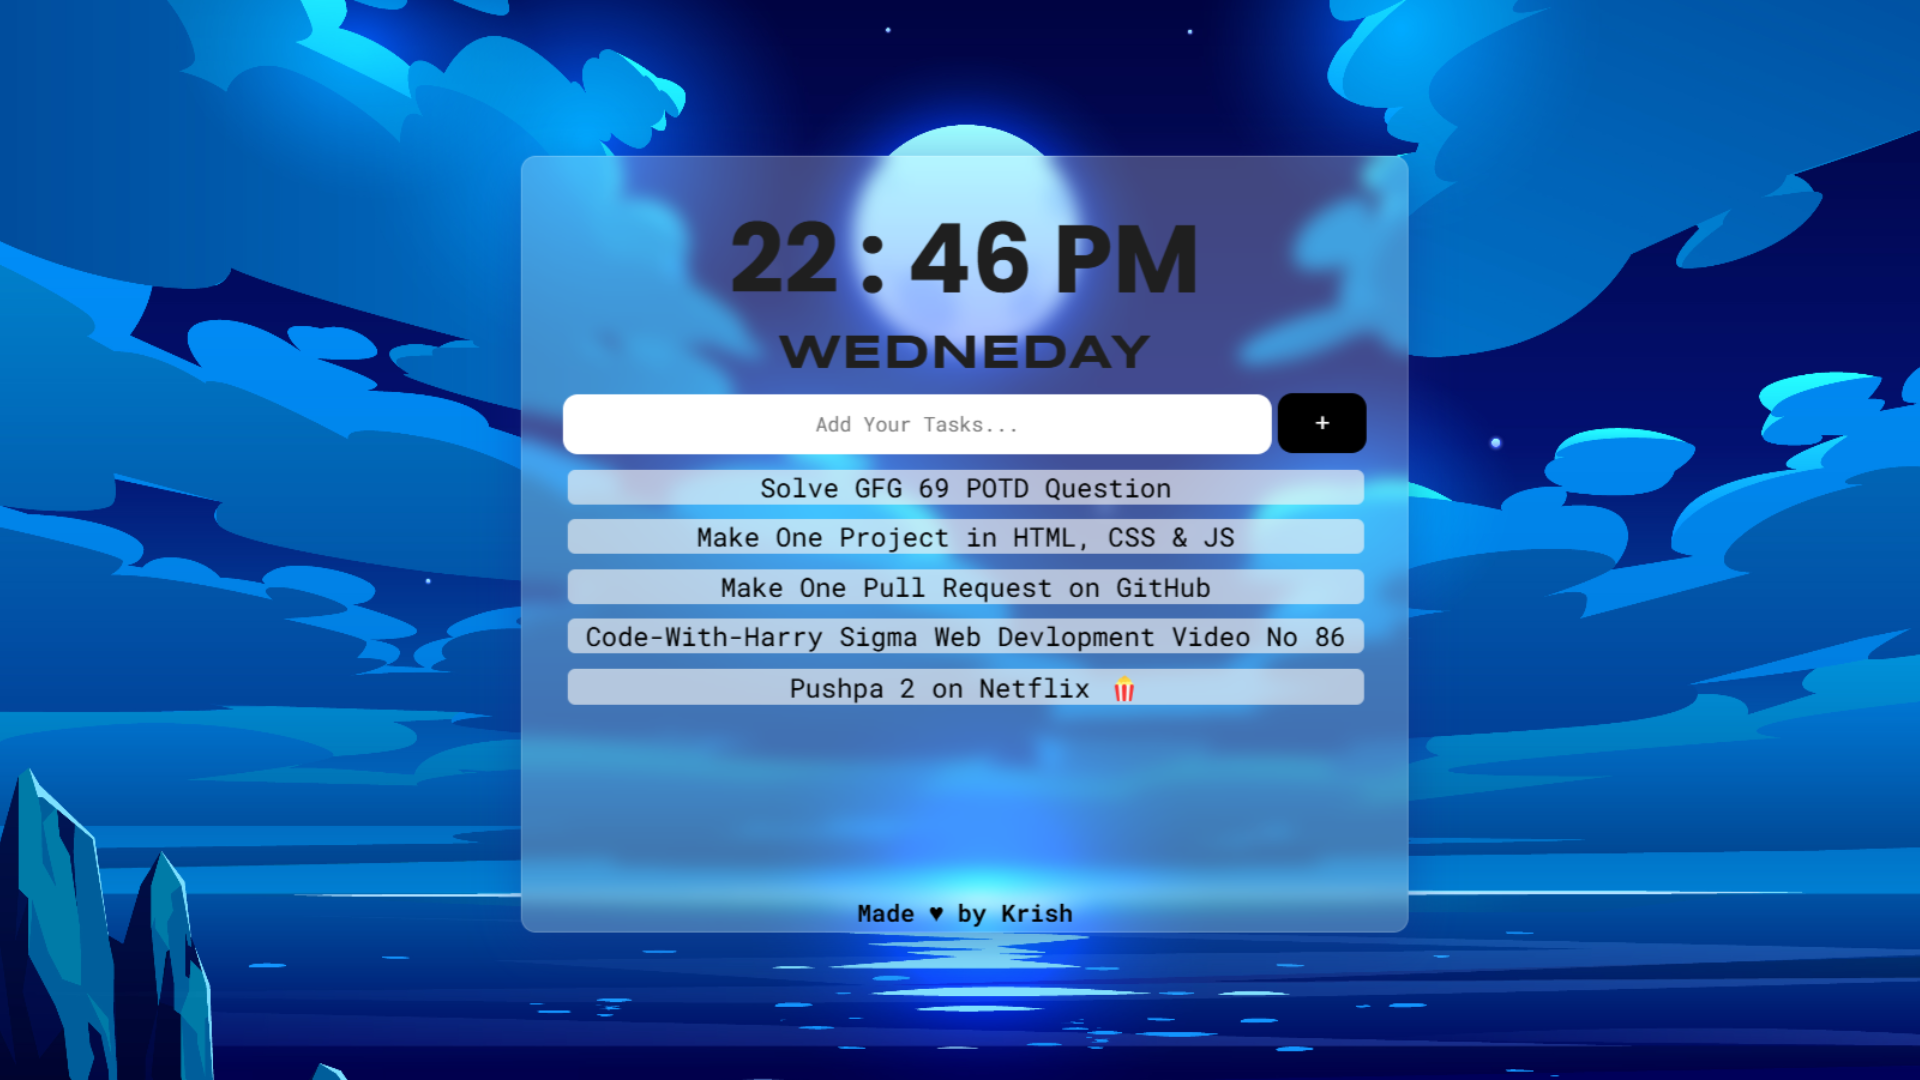 22 : 46 PM
WEDNEDAY
Add Your Tasks...
+
Solve GFG 69 POTD Question
Make One Project in HTML, CSS & JS
Make One Pull Request on GitHub
Code-With-Harry Sigma Web Devlopment Video No 86
Pushpa 2 on Netflix 🍿
Made ♥ by Krish